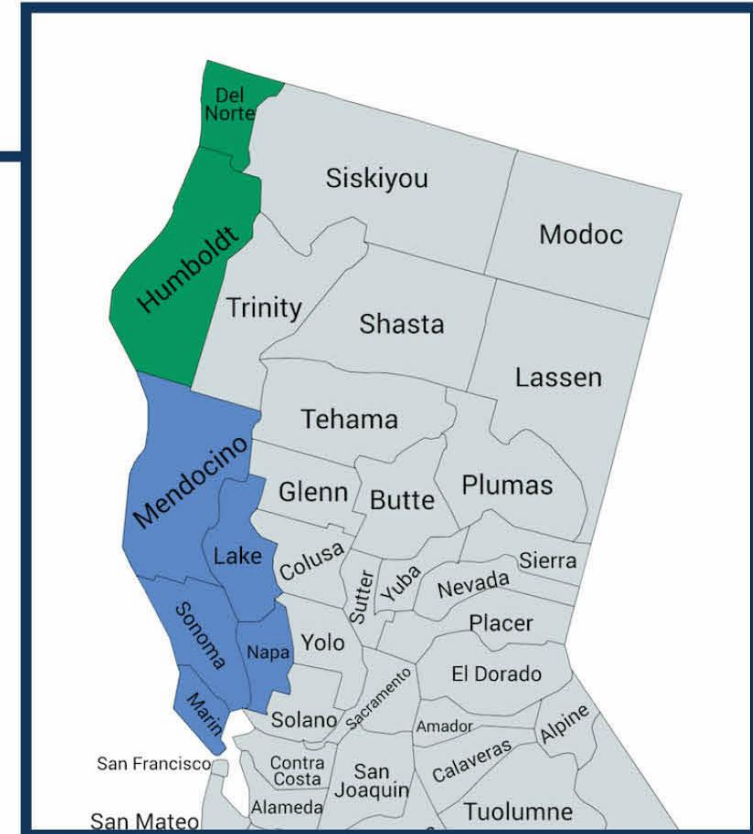 Del
Norte
Siskiyou
Modoc
Humboldt
Trinity
Shasta
Lassen
Tehama
Mendocino
Glenn
Butte
Plumas
Lake
Colusa
Sutter
Yuba
Nevada
Sierra
Sonoma
Napa
Yolo
Placer
El Dorado
Marin
Solano
Sacramento
Amador
Alpine
San Francisco
Contra
Costa
San
Joaquin
Calaveras
San Mateo
Alameda
Tuolumne